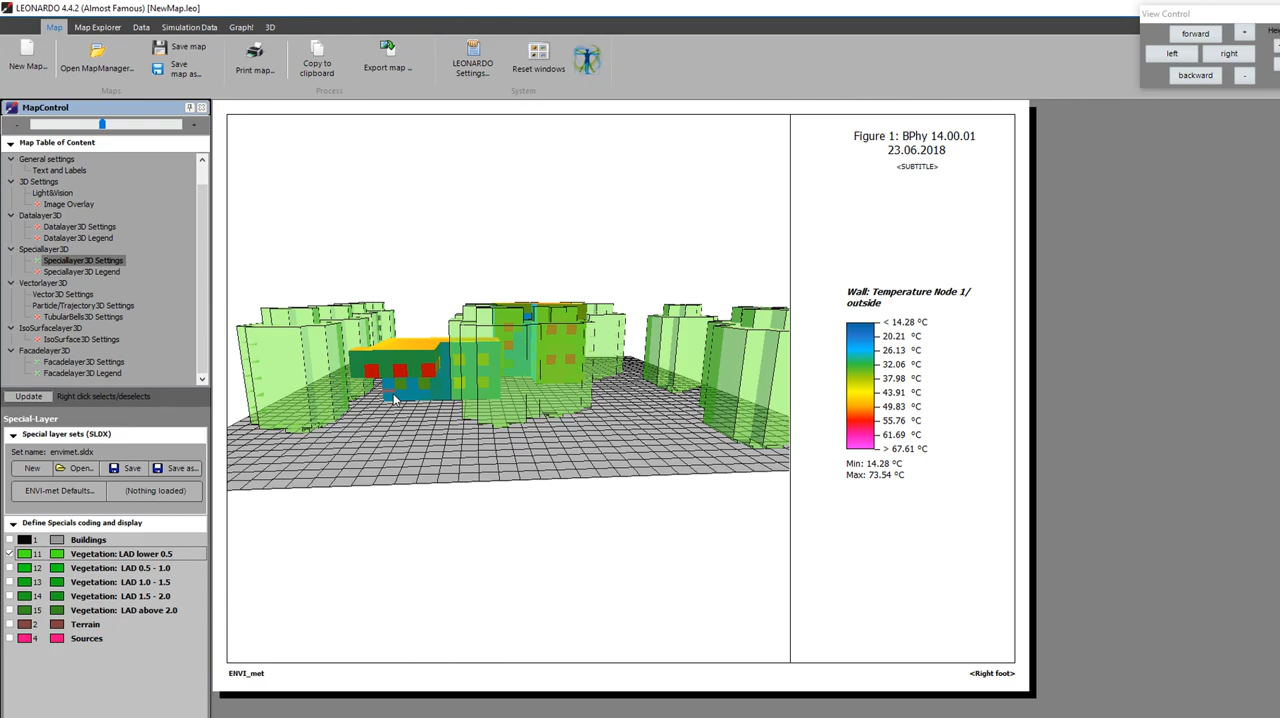 LEONARDO 4.4.2 (Almost Famous) [NewMap.leo]
Map
Map Explorer
Data
Simulation Data
Graph!
3D
New Map...
Open MapManager...
Save map
Save
map as...
Print map...
Copy to
clipboard
Export map ...
LEONARDO
Settings...
Reset windows
Maps
Process
System
View Control
forward
+
left
right
backward
-
MapControl
-
+
Map Table of Content
General settings
Text and Labels
3D Settings
Light&Vision
Image Overlay
Datalayer3D
Datalayer3D Settings
Datalayer3D Legend
Speciallayer3D
Speciallayer3D Settings
Speciallayer3D Legend
Vectorlayer3D
Vector3D Settings
Particle/Trajectory3D Settings
TubularBells3D Settings
IsoSurfacelayer3D
IsoSurface3D Settings
Facadelayer3D
Facadelayer3D Settings
Facadelayer3D Legend
Update
Right click selects/deselects
Special-Layer
Special layer sets (SLDX)
Set name: envimet.sldx
New
Open...
Save
Save as...
ENVI-met Defaults...
(Nothing loaded)
Define Specials coding and display
1 Buildings
11 Vegetation: LAD lower 0.5
12 Vegetation: LAD 0.5 - 1.0
13 Vegetation: LAD 1.0 - 1.5
14 Vegetation: LAD 1.5 - 2.0
15 Vegetation: LAD above 2.0
2 Terrain
4 Sources
Figure 1: BPhy 14.00.01
23.06.2018
<SUBTITLE>
Wall: Temperature Node 1/
outside
< 14.28 °C
20.21 °C
26.13 °C
32.06 °C
37.98 °C
43.91 °C
49.83 °C
55.76 °C
61.69 °C
> 67.61 °C
Min: 14.28 °C
Max: 73.54 °C
ENVI_met
<Right foot>